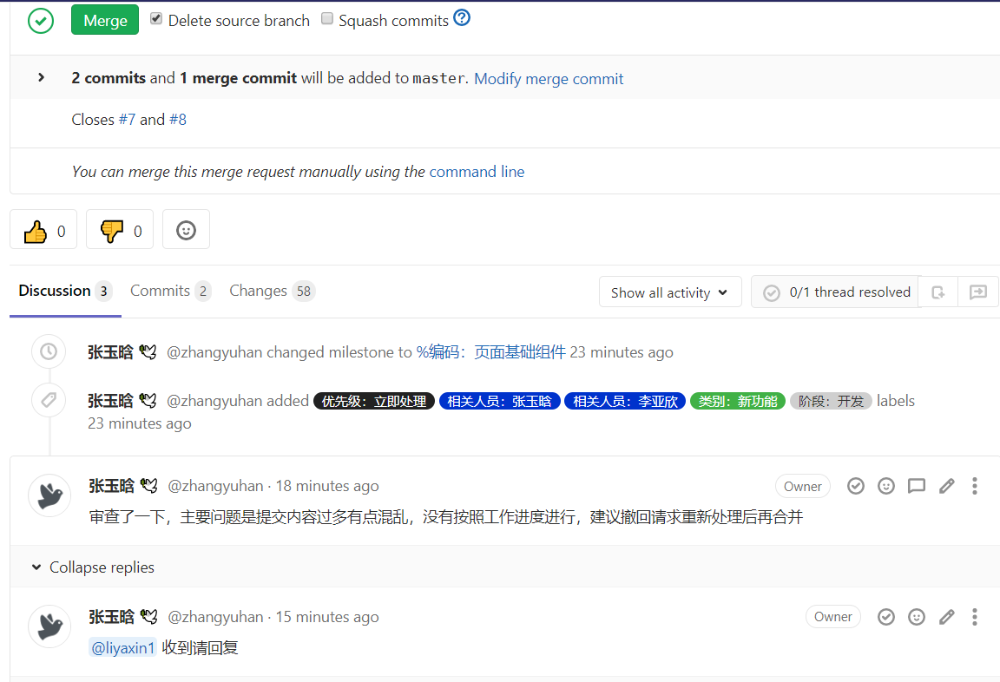 Merge Delete source branch Squash commits
2 commits and 1 merge commit will be added to master. Modify merge commit
Closes #7 and #8
You can merge this merge request manually using the command line
0 0
Discussion 3 Commits 2 Changes 58 Show all activity 0/1 thread resolved
张玉晗 @zhangyuhan changed milestone to %编码：页面基础组件 23 minutes ago
张玉晗 @zhangyuhan added 优先级：立即处理 相关人员：张玉晗 相关人员：李亚欣 类别：新功能 阶段：开发 labels
23 minutes ago
张玉晗 @zhangyuhan · 18 minutes ago Owner
审查了一下，主要问题是提交内容过多有点混乱，没有按照工作进度进行，建议撤回请求重新处理后再合并
Collapse replies
张玉晗 @zhangyuhan · 15 minutes ago Owner
@liyaxin1 收到请回复